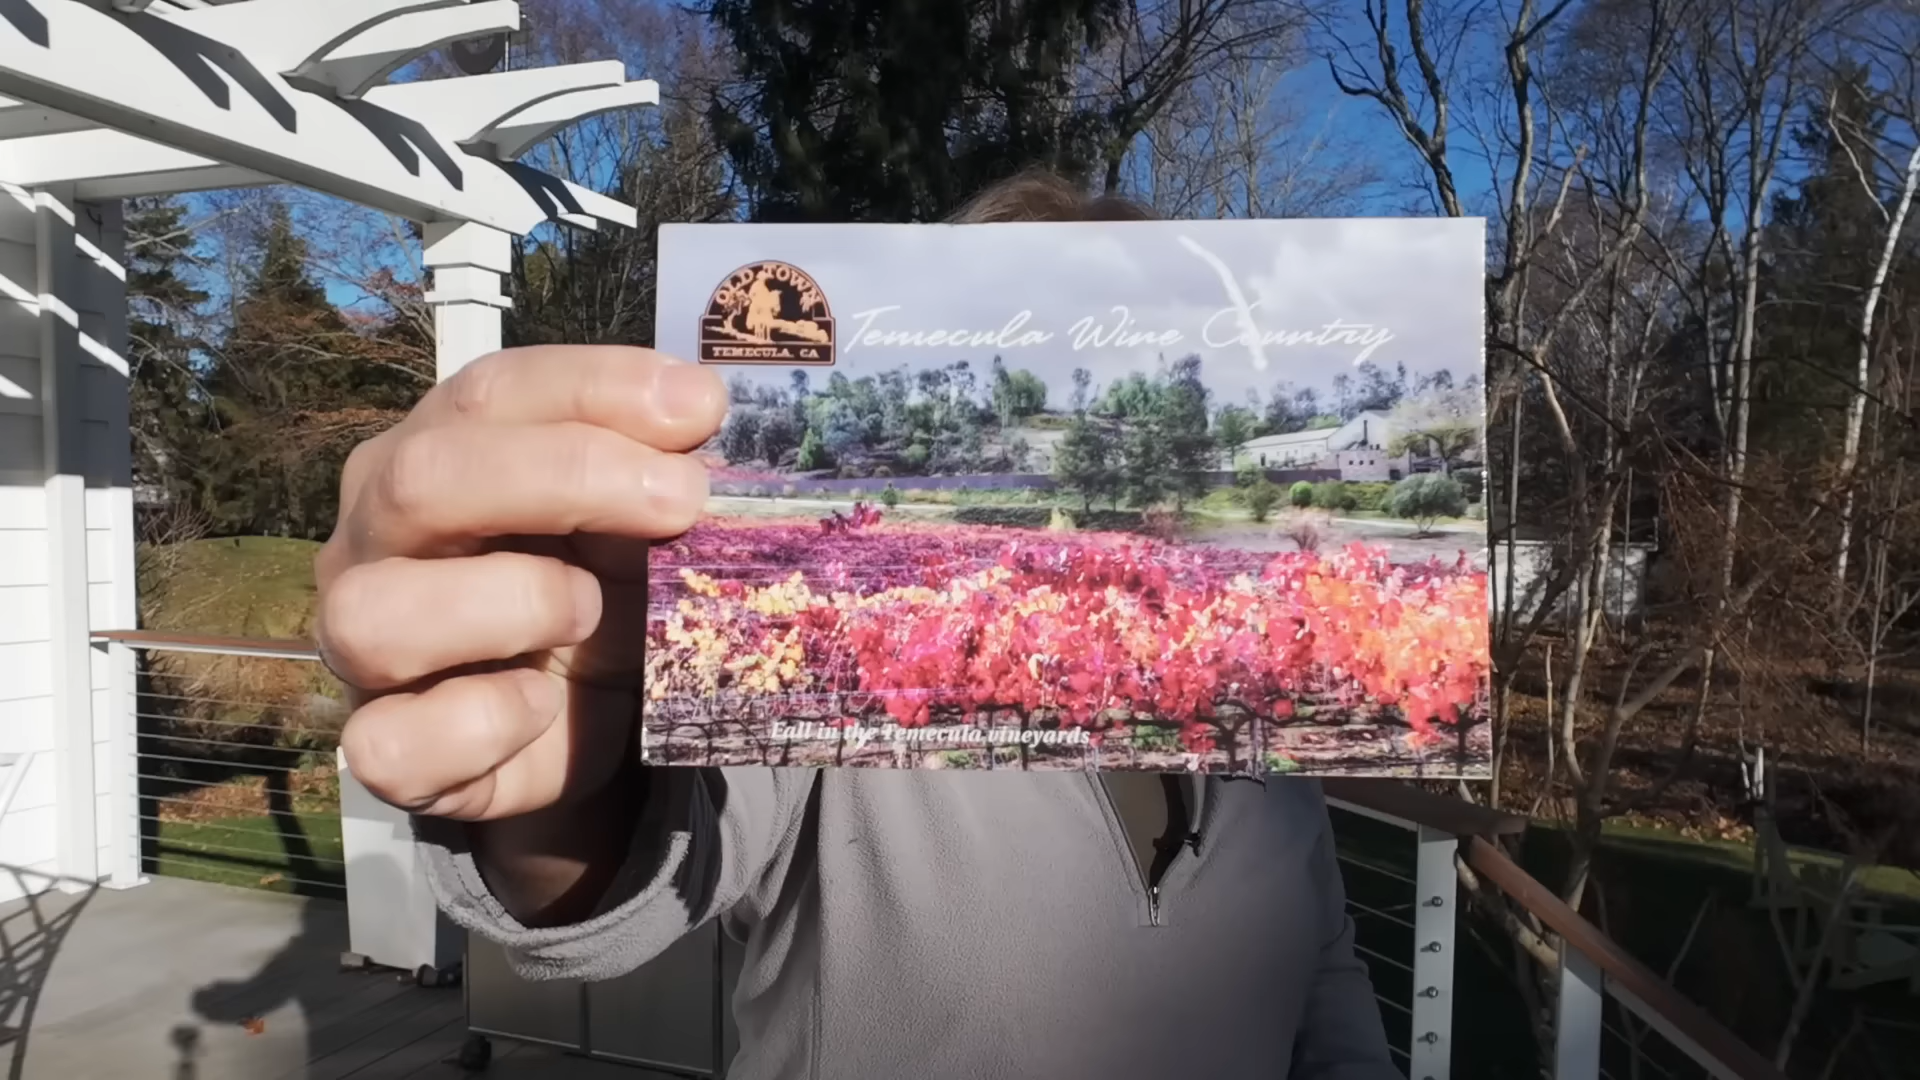 OLD TOWN
TEMECULA, CA
Temecula Wine Country
Fall in the Temecula vineyards